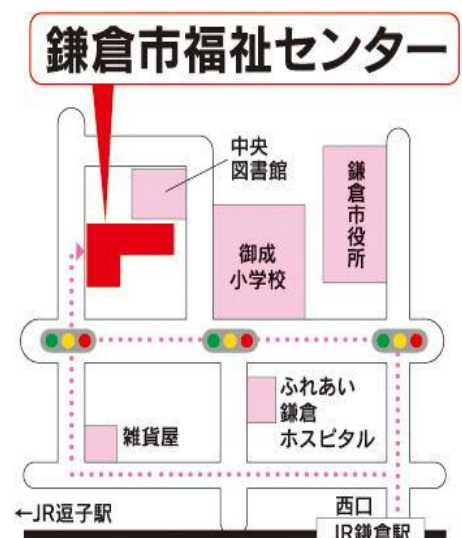 鎌倉市福祉センター
中央
図書館
鎌倉市役所
御成
小学校
ふれあい
鎌倉
ホスピタル
雑貨屋
←JR逗子駅
西口
JR鎌倉駅